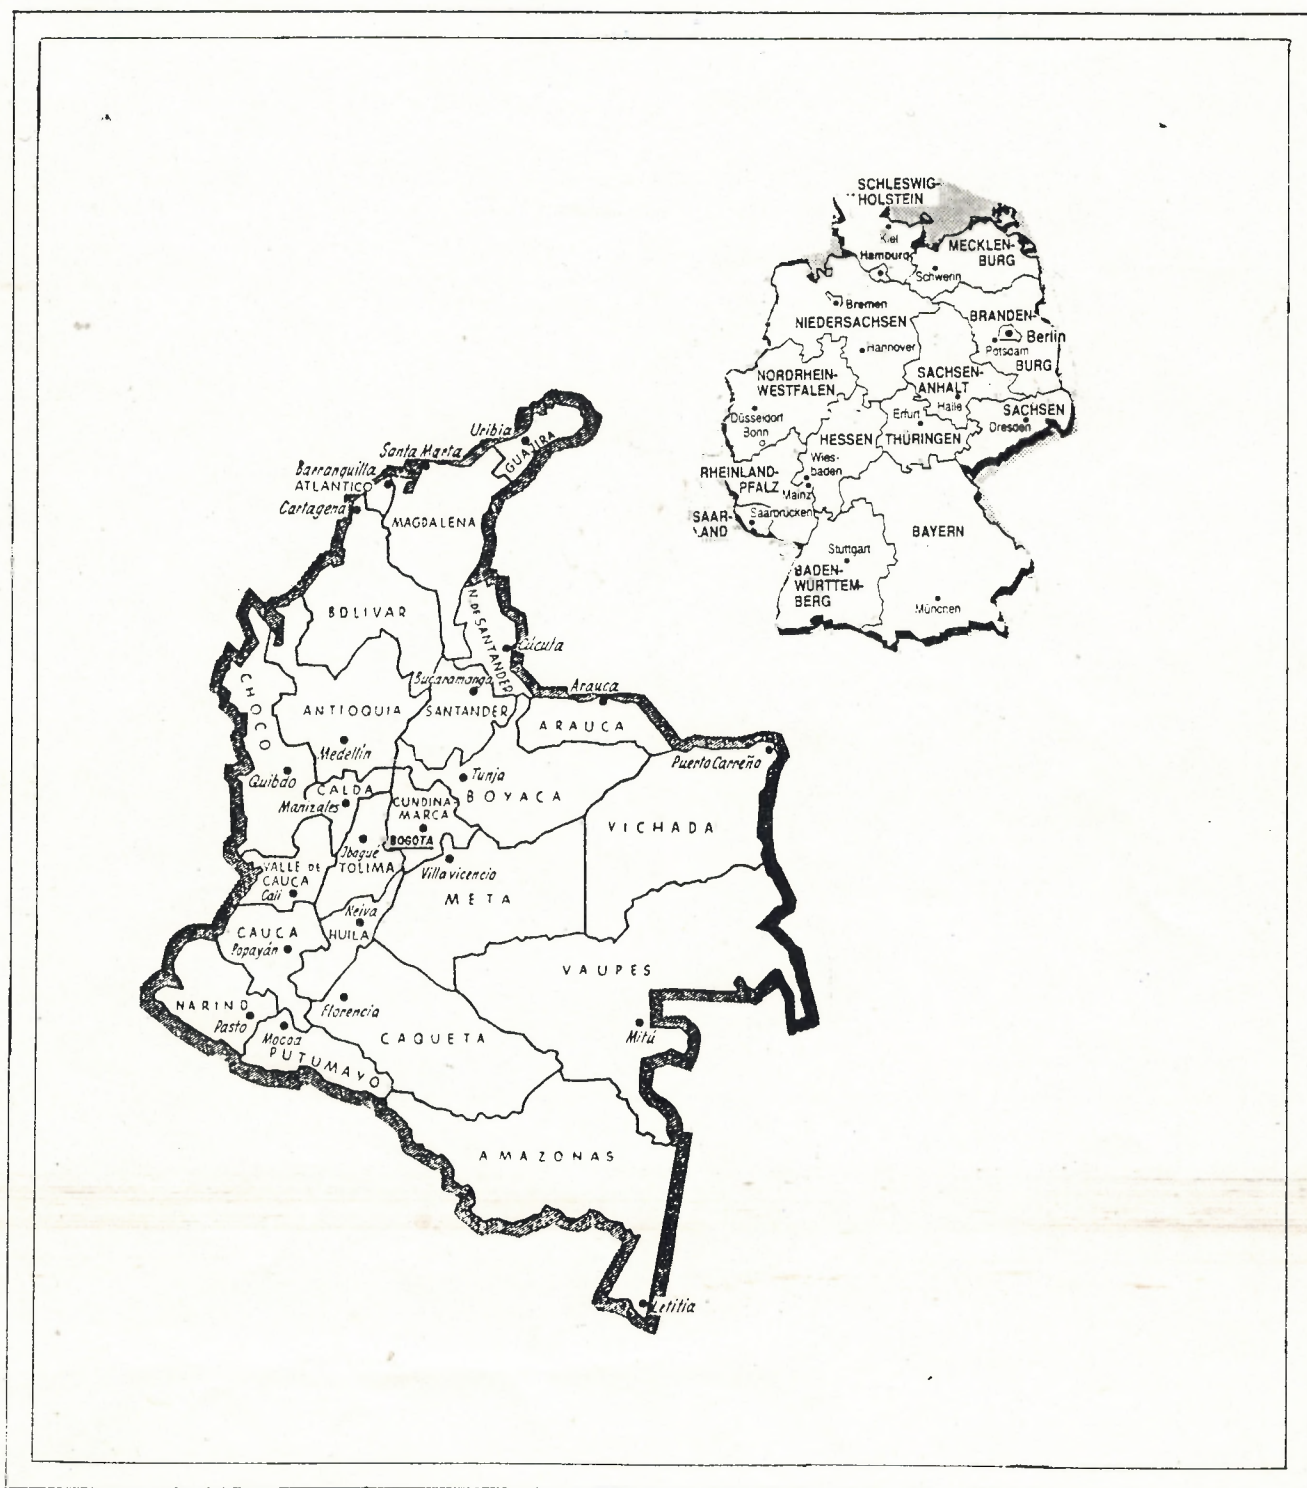 SCHLESWIG-
HOLSTEIN
Kiel
MECKLEN-
BURG
Hamburg
Schwerin
Bremen
BRANDEN-
NIEDERSACHSEN
Berlin
Hannover
Potsdam
BURG
NORDRHEIN-
WESTFALEN
SACHSEN-
ANHALT
Halle
Düsseldorf
Bonn
Erfurt
SACHSEN
Dresden
HESSEN
THÜRINGEN
Wies-
baden
RHEINLAND-
PFALZ
Mainz
SAAR-
LAND
Saarbrücken
BAYERN
Stuttgart
BADEN-
WÜRTTEM-
BERG
München
Uribia
GUAJIRA
Santa Marta
Barranquilla
ATLANTICO
Cartagena
MAGDALENA
BOLIVAR
N. DE SANTANDER
Cúcuta
CHOCO
Bucaramanga
Arauca
ANTIOQUIA
SANTANDER
ARAUCA
Medellín
Puerto Carreño
Quibdo
Tunja
CALDA
BOYACA
Manizales
CUNDINA-
MARCA
VICHADA
BOGOTA
Ibagué
TOLIMA
VALLE DE
CAUCA
Cali
Villavicencio
META
Neiva
HUILA
CAUCA
Popayán
VAUPES
NARINO
Pasto
Florencia
Mitú
Mocoa
PUTUMAYO
CAQUETA
AMAZONAS
Letitia